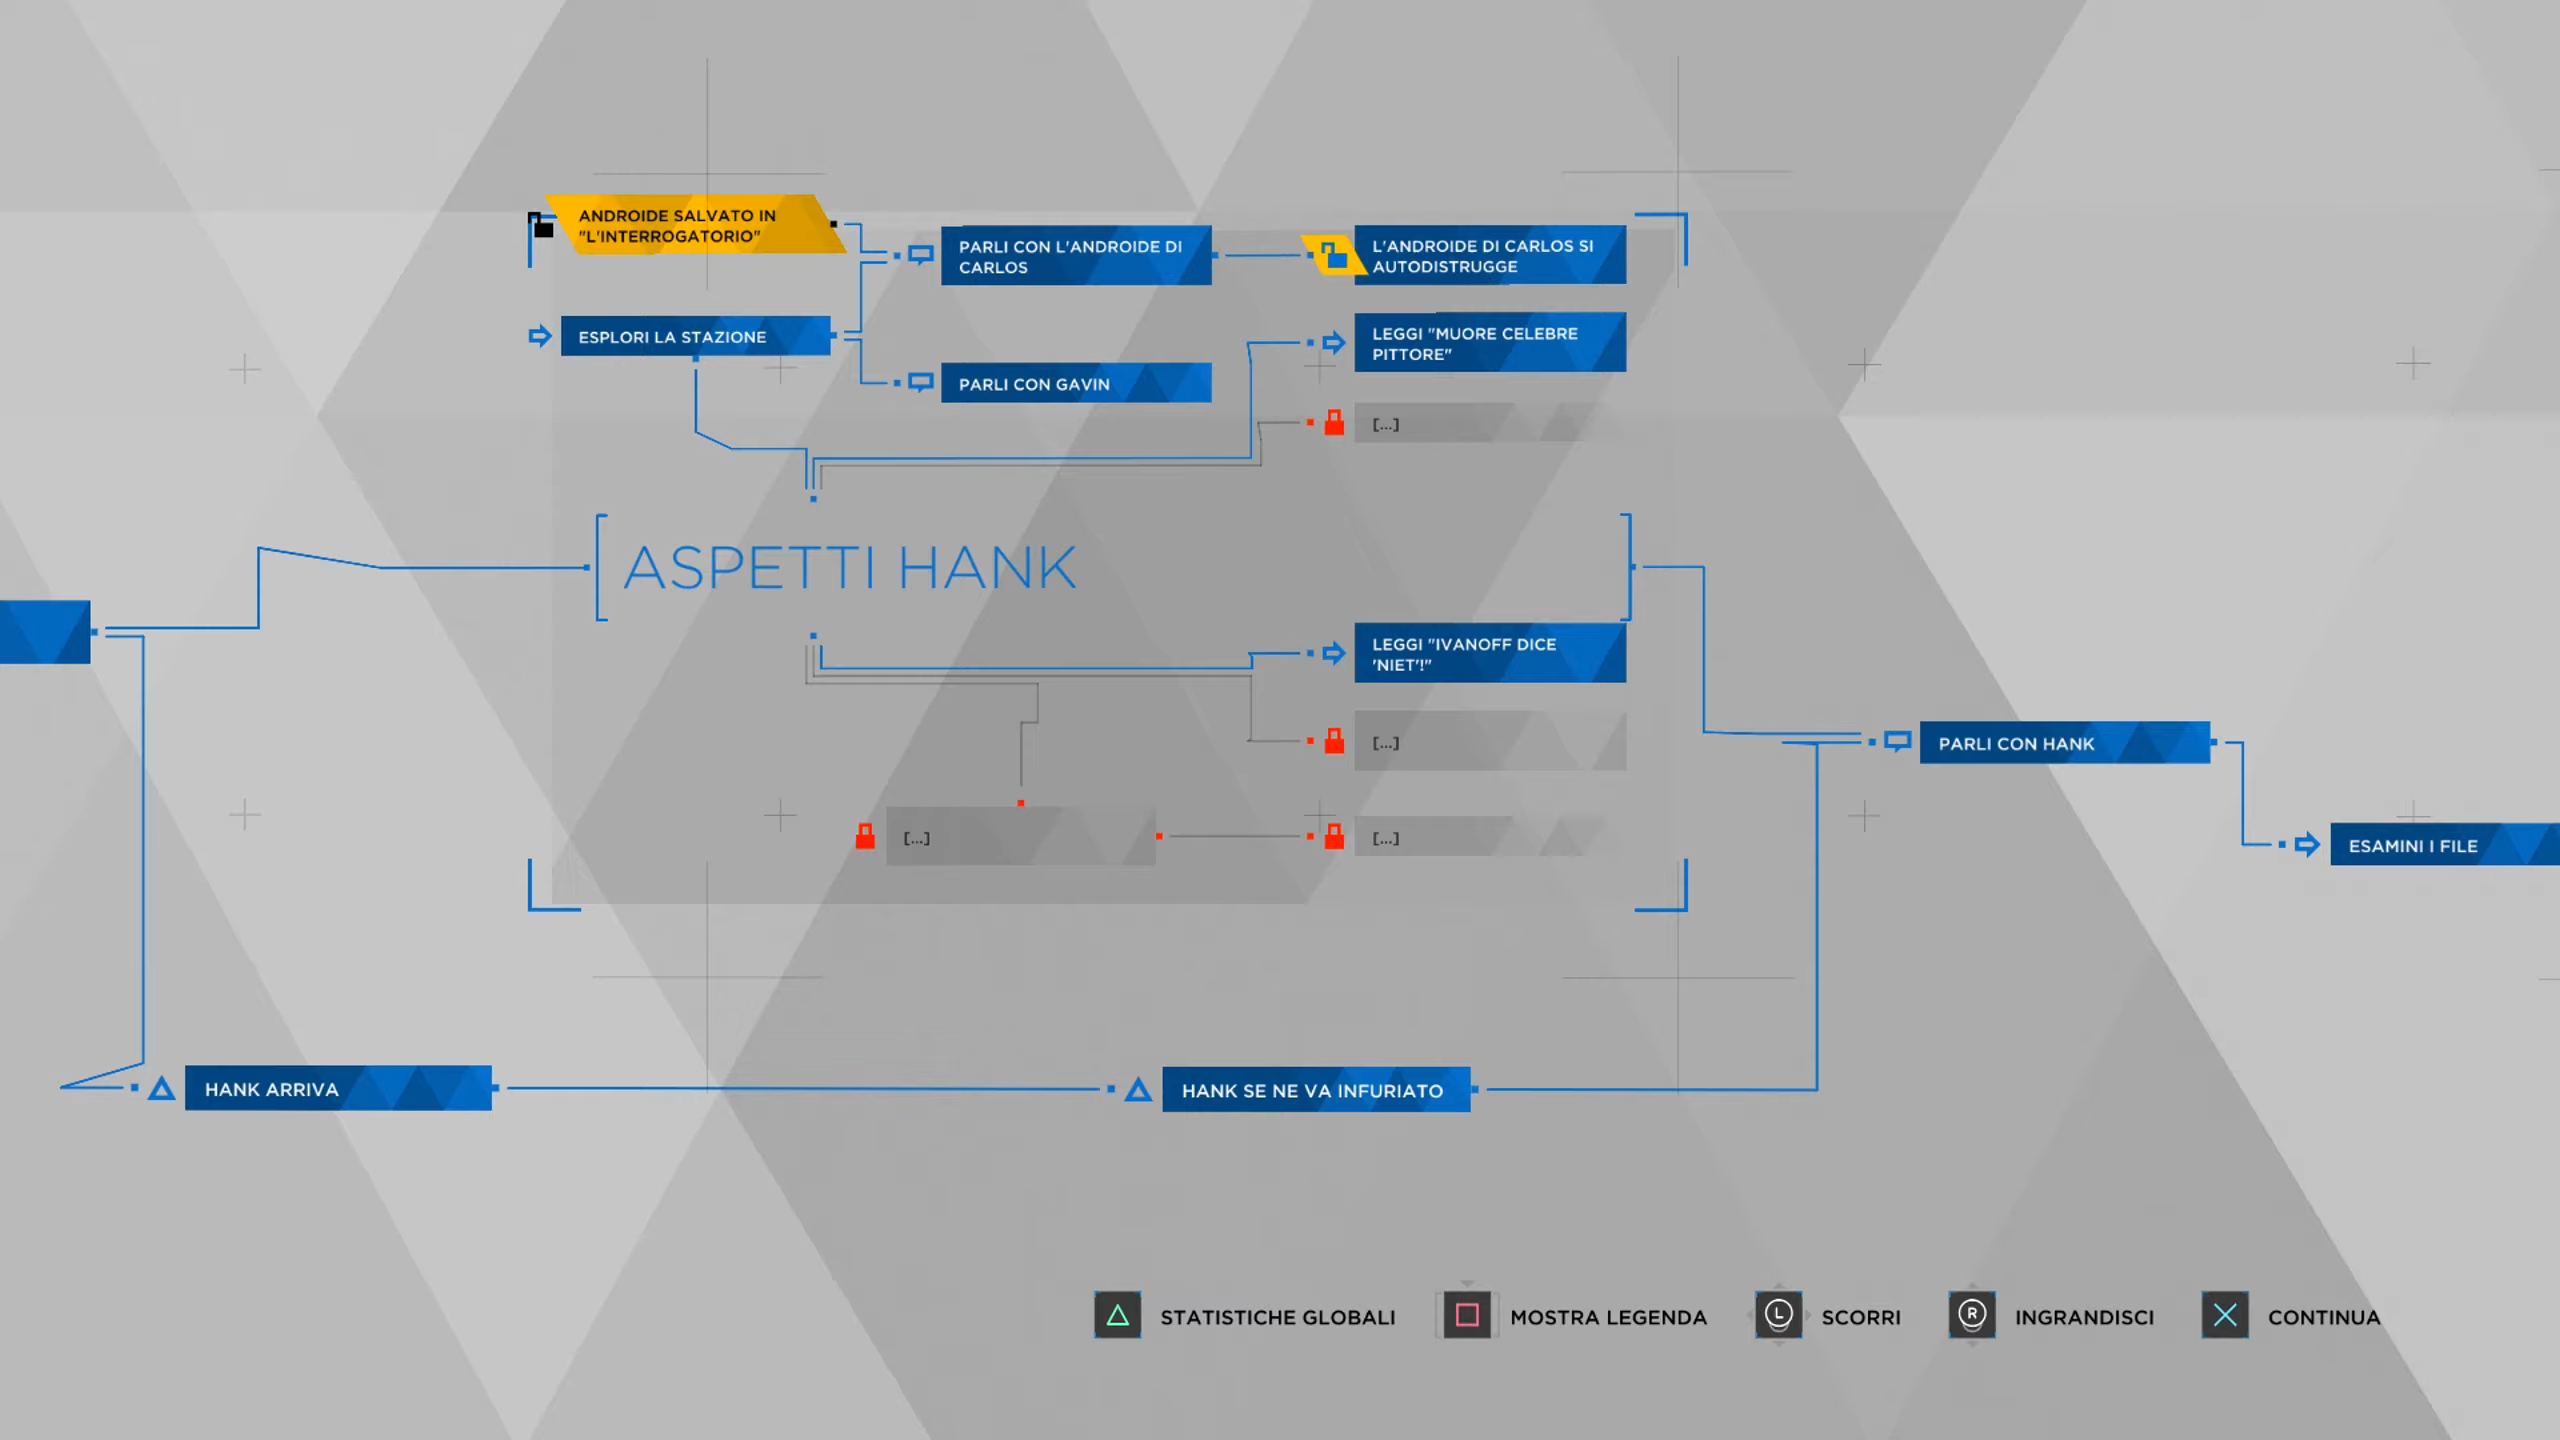 ANDROIDE SALVATO IN
"L'INTERROGATORIO"
PARLI CON L'ANDROIDE DI
CARLOS
L'ANDROIDE DI CARLOS SI
AUTODISTRUGGE
ESPLORI LA STAZIONE
LEGGI "MUORE CELEBRE
PITTORE"
PARLI CON GAVIN
[...]
ASPETTI HANK
LEGGI "IVANOFF DICE
'NIET'!"
[...]
PARLI CON HANK
[...]
[...]
ESAMINI I FILE
HANK ARRIVA
HANK SE NE VA INFURIATO
STATISTICHE GLOBALI
MOSTRA LEGENDA
L
SCORRI
R
INGRANDISCI
CONTINUA